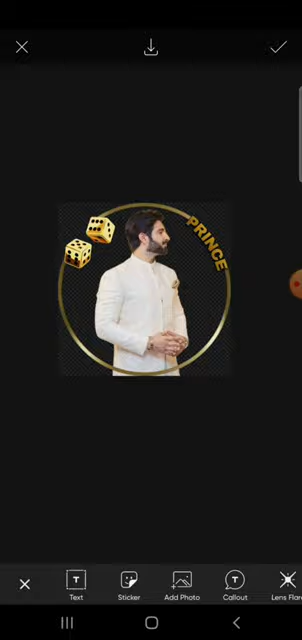 PRINCE
Text
Sticker
Add Photo
Callout
Lens Flare